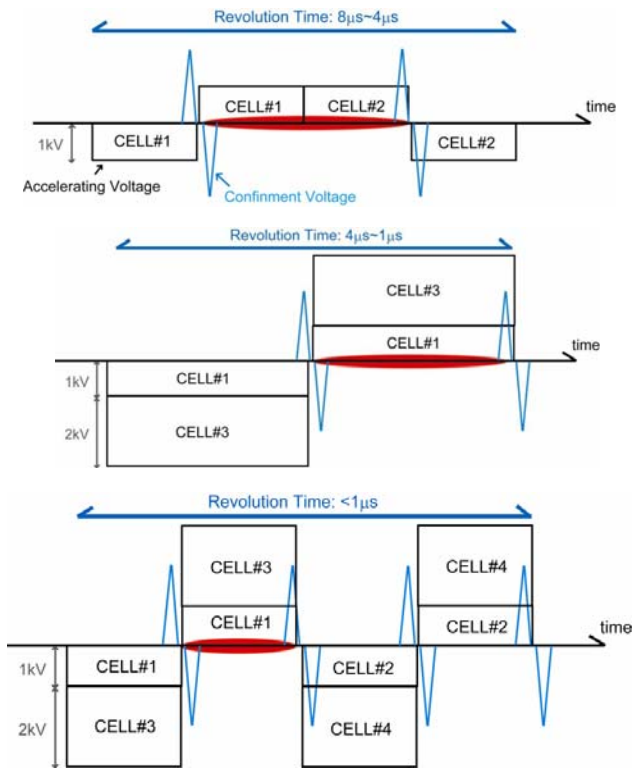 Revolution Time: 8μs~4μs
CELL#1 CELL#2 time
1kV CELL#1 CELL#2
Accelerating Voltage Confinment Voltage
Revolution Time: 4μs~1μs
CELL#3
CELL#1 time
1kV CELL#1
2kV CELL#3
Revolution Time: <1μs
CELL#3 CELL#4
CELL#1 CELL#2 time
1kV CELL#1 CELL#2
2kV CELL#3 CELL#4